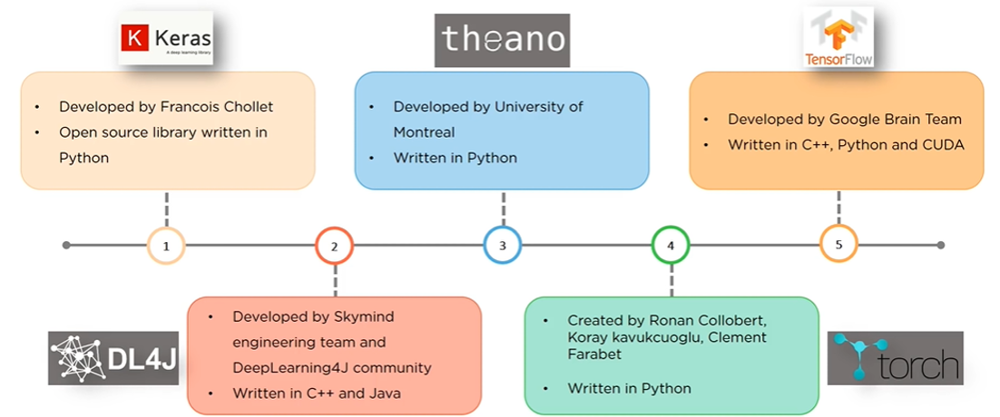 K Keras
A deep learning library
theano
TensorFlow
• Developed by Francois Chollet
• Open source library written in
Python
• Developed by University of
Montreal
• Written in Python
• Developed by Google Brain Team
• Written in C++, Python and CUDA
1
2
3
4
5
DL4J
• Developed by Skymind
engineering team and
DeepLearning4J community
• Written in C++ and Java
• Created by Ronan Collobert,
Koray kavukcuoglu, Clement
Farabet
• Written in Python
torch